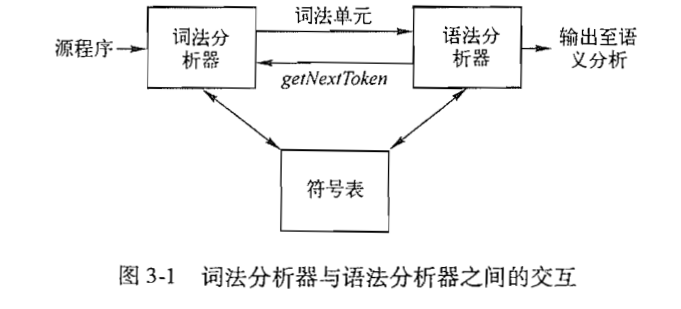 源程序
词法分
析器
词法单元
getNextToken
语法分
析器
输出至语
义分析
符号表
图 3-1 词法分析器与语法分析器之间的交互